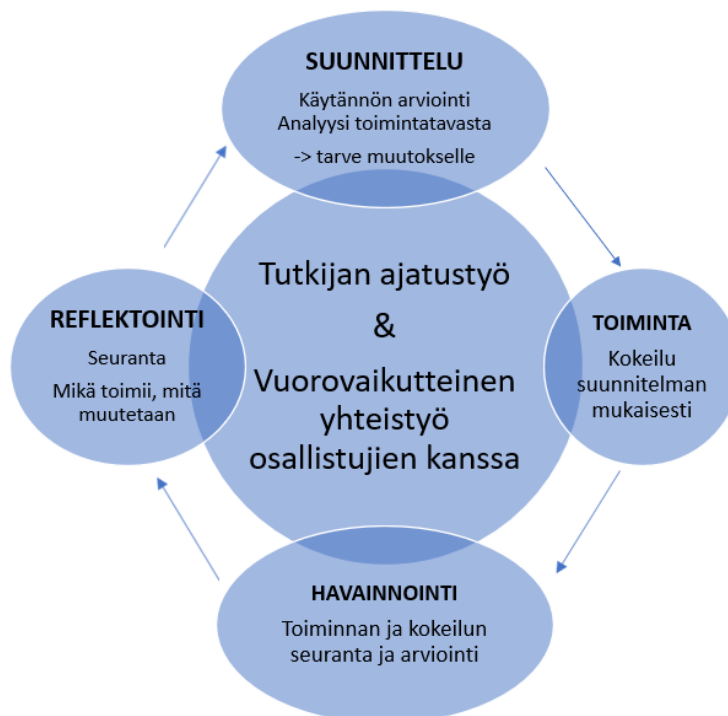 SUUNNITTELU
Käytännön arviointi
Analyysi toimintatavasta
-> tarve muutokselle
Tutkijan ajatustyö
&
Vuorovaikutteinen
yhteistyö
osallistujien kanssa
REFLEKTOINTI
Seuranta
Mikä toimii, mitä
muutetaan
TOIMINTA
Kokeilu
suunnitelman
mukaisesti
HAVAINNOINTI
Toiminnan ja kokeilun
seuranta ja arviointi